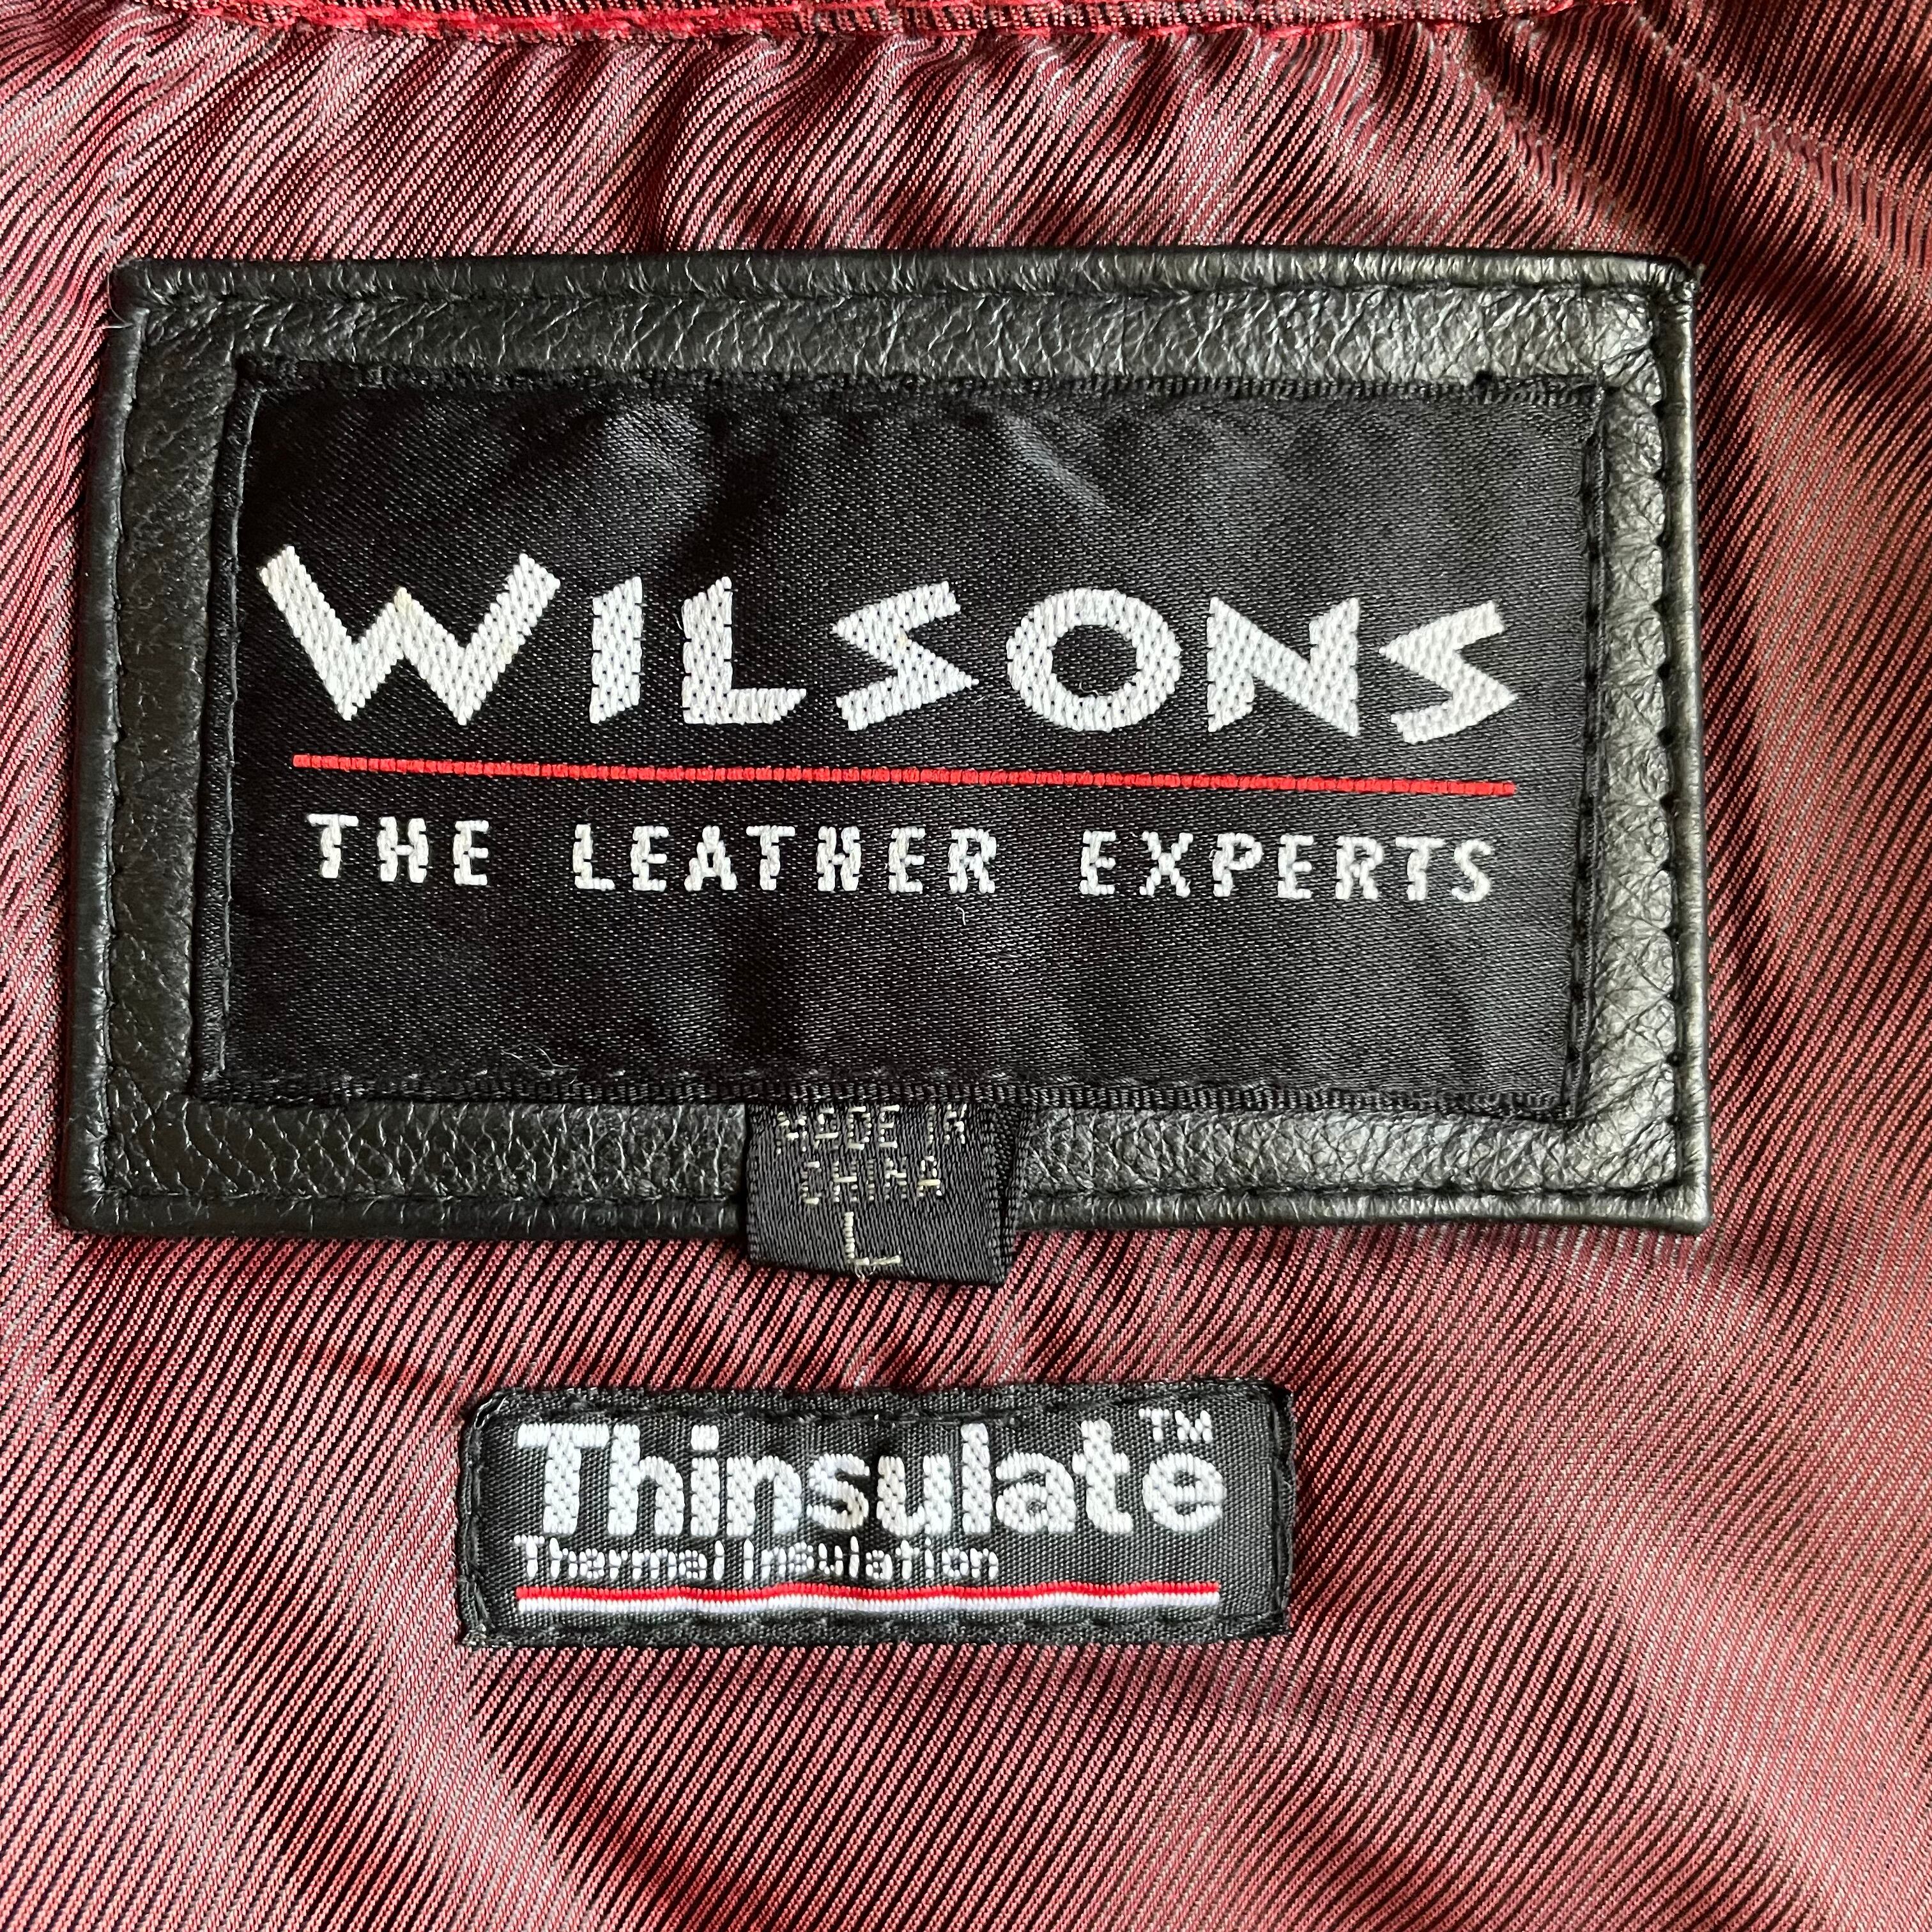 WILSONS
THE LEATHER EXPERTS
MADE IN
CHINA
L
Thinsulate™
Thermal Insulation